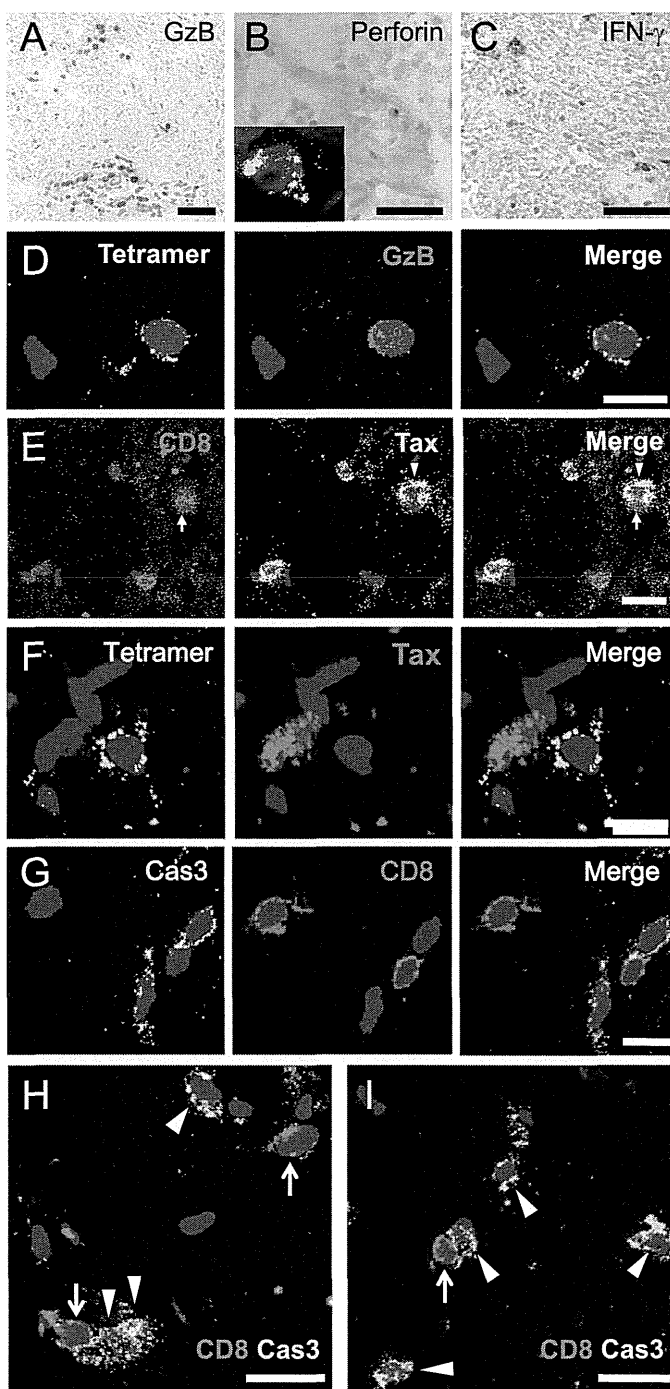 A GzB
B Perforin
C IFN-γ
D Tetramer GzB Merge
E CD8 Tax Merge
F Tetramer Tax Merge
G Cas3 CD8 Merge
H CD8 Cas3
I CD8 Cas3